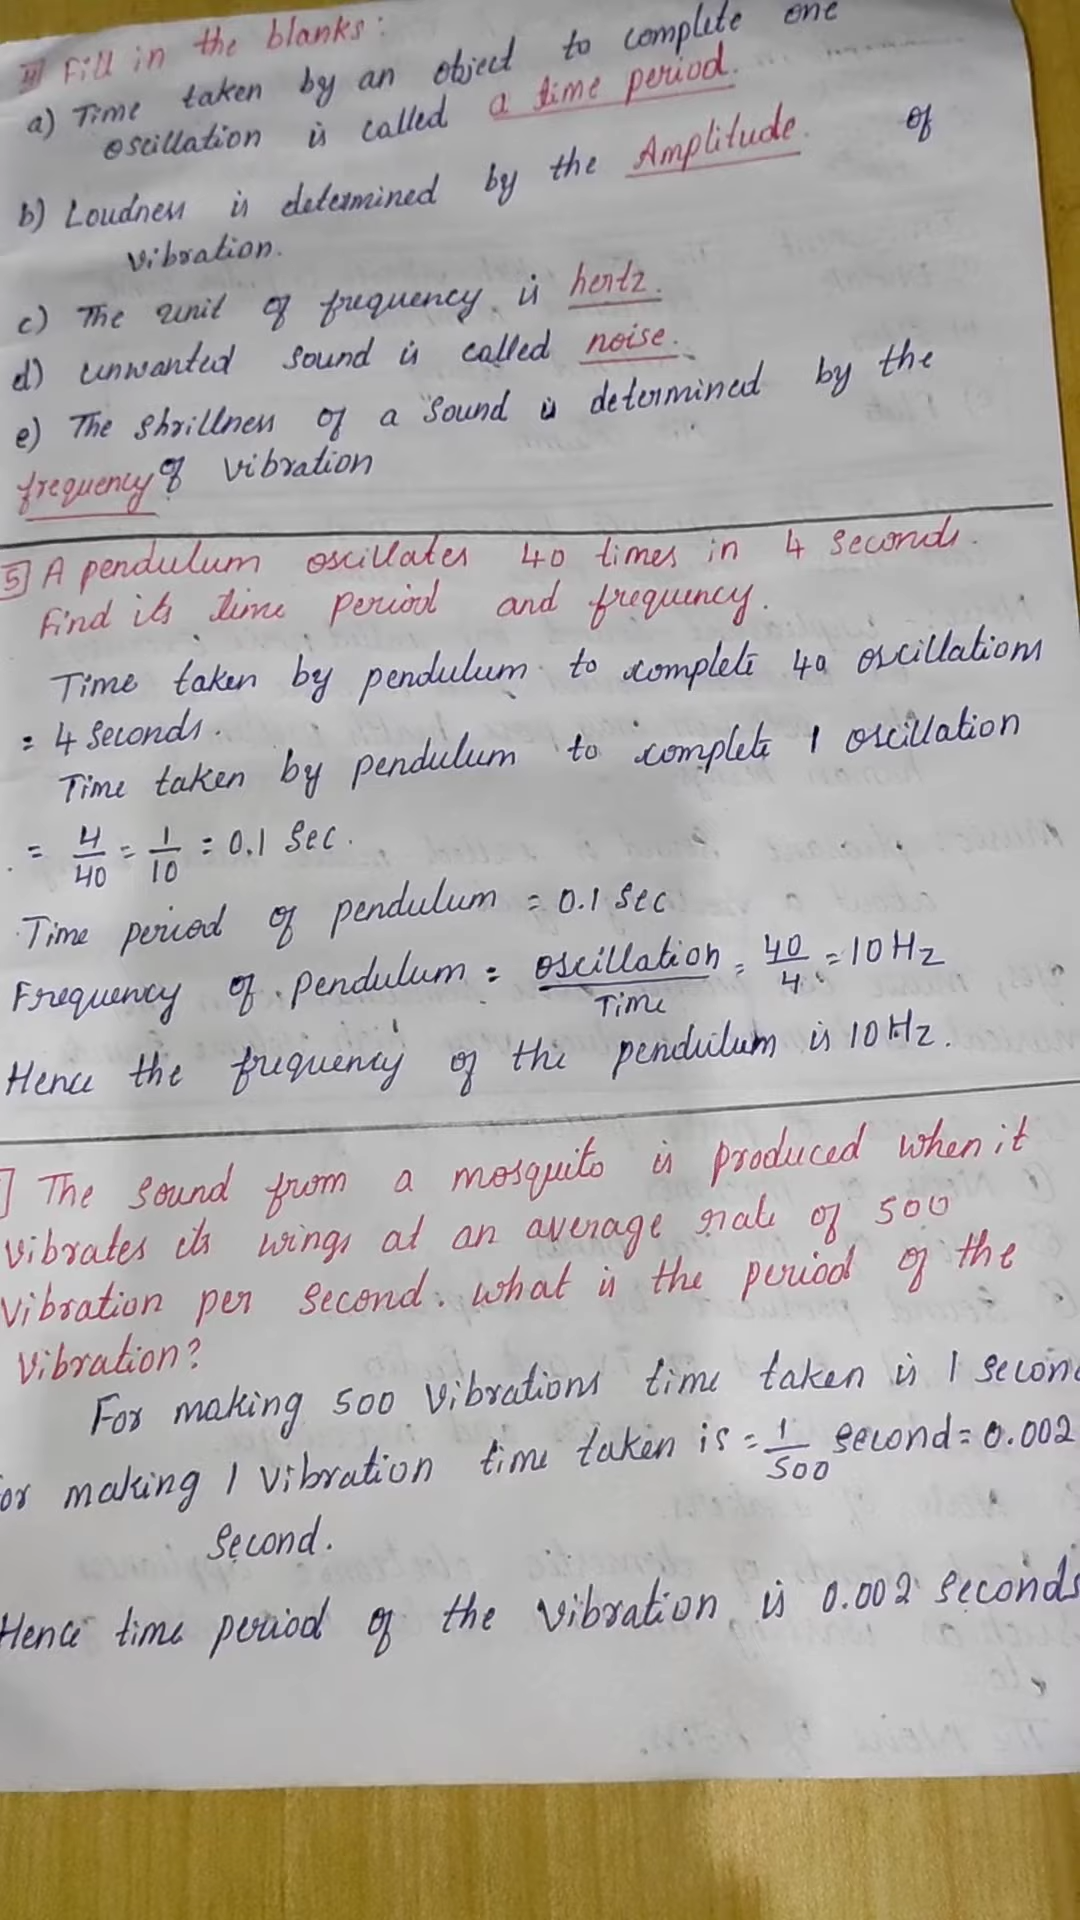 4] Fill in the blanks:
a) Time taken by an object to complete one
oscillation is called a time period.
b) Loudness is determined by the Amplitude of
vibration.
c) The unit of frequency is hertz.
d) unwanted sound is called noise.
e) The shrillness of a sound is determined by the
frequency of vibration
5] A pendulum oscillates 40 times in 4 seconds.
Find its time period and frequency.
Time taken by pendulum to complete 40 oscillations
= 4 seconds.
Time taken by pendulum to complete 1 oscillation
= 4/40 = 1/10 = 0.1 Sec.
Time period of pendulum = 0.1 Sec
Frequency of pendulum = oscillation/Time = 40/4 = 10 Hz
Hence the frequency of the pendulum is 10 Hz.
] The sound from a mosquito is produced when it
vibrates its wings at an average rate of 500
vibration per second. what is the period of the
vibration?
For making 500 vibrations time taken is 1 second
or making 1 vibration time taken is = 1/500 second = 0.002
second.
Hence time period of the vibration is 0.002 seconds